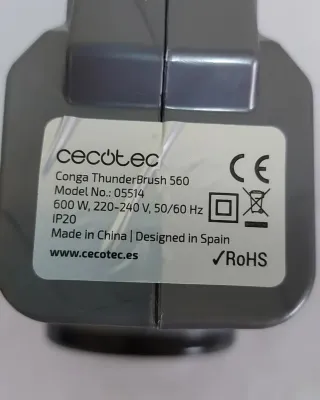 cecotec
Conga ThunderBrush 560
Model No.: 05514
600 W, 220-240 V, 50/60 Hz
IP20
Made in China | Designed in Spain
www.cecotec.es
CE
✓RoHS